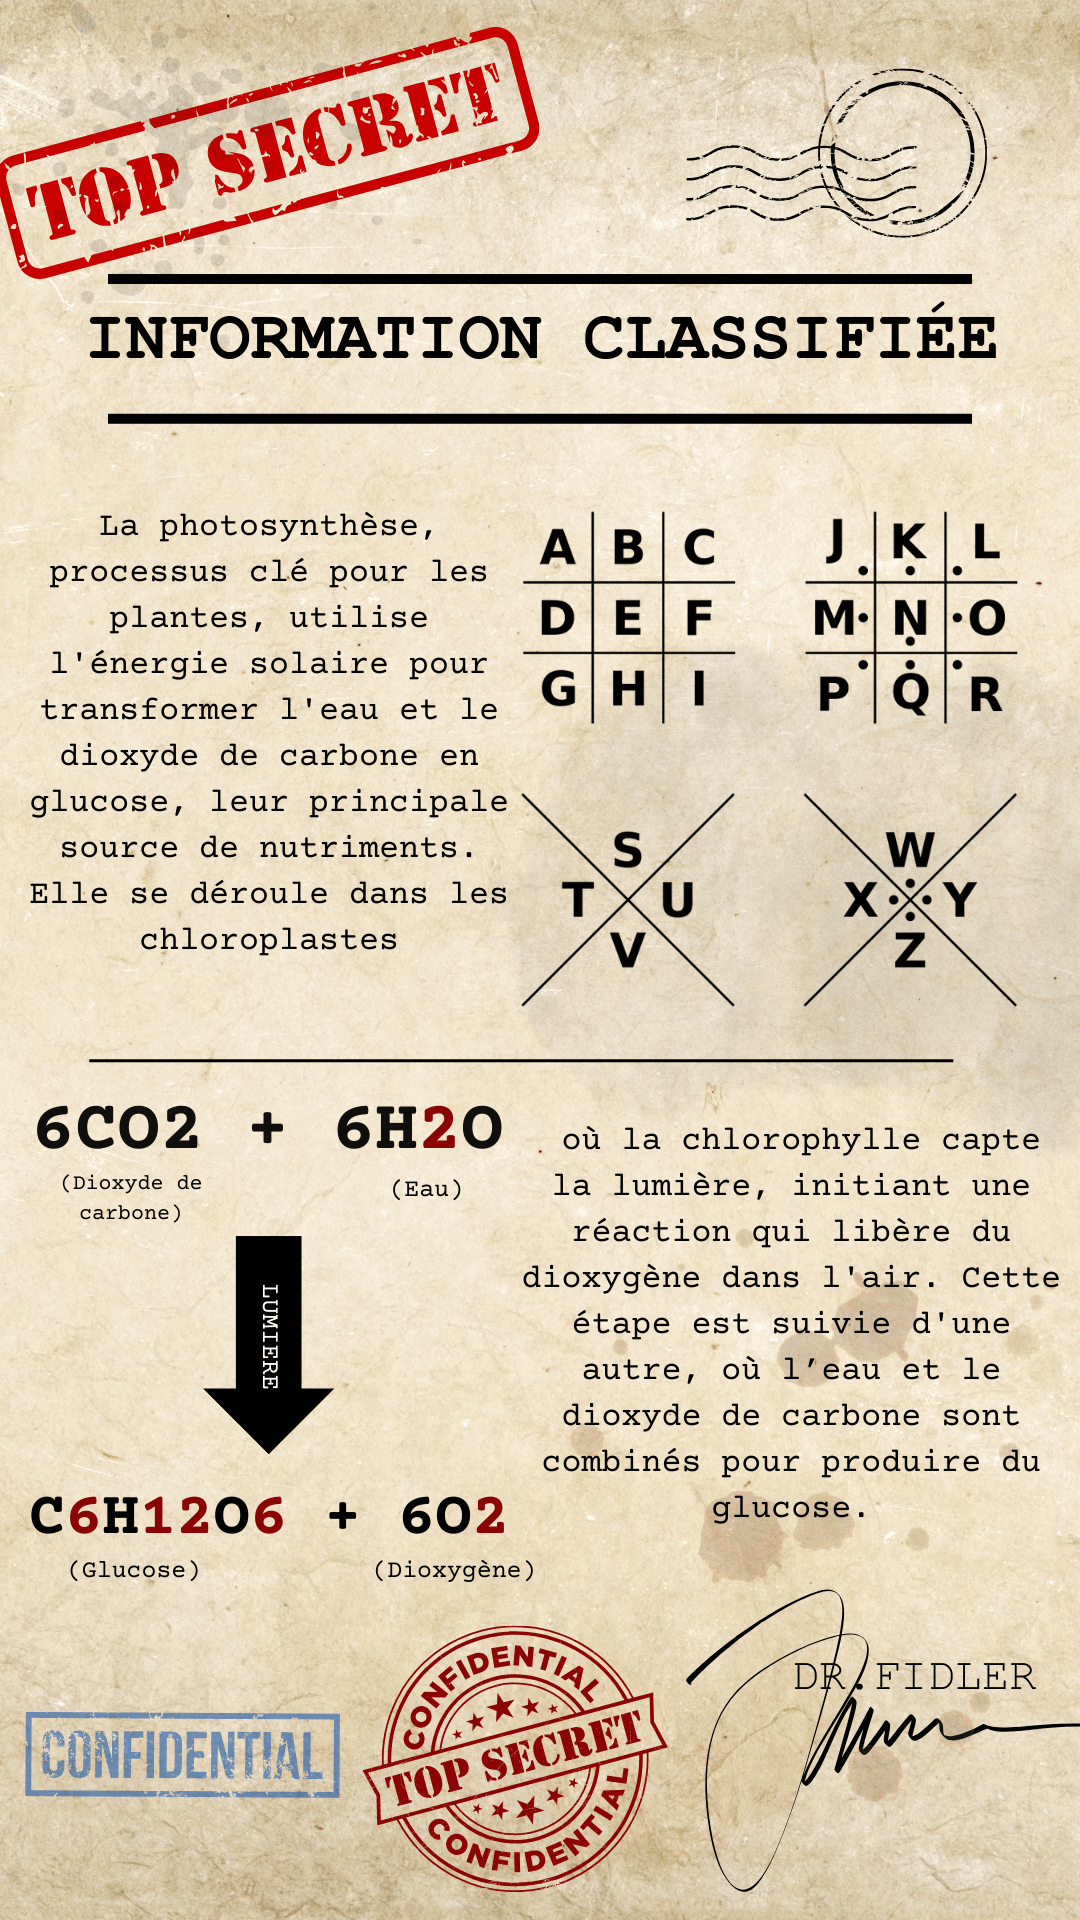 TOP SECRET
INFORMATION CLASSIFIÉE
La photosynthèse,
processus clé pour les
plantes, utilise
l'énergie solaire pour
transformer l'eau et le
dioxyde de carbone en
glucose, leur principale
source de nutriments.
Elle se déroule dans les
chloroplastes
A B C
D E F
G H I
J K L
M N O
P Q R
S
T U
V
W
X Y
Z
6CO2 + 6H2O
(Dioxyde de
carbone)
(Eau)
LUMIERE
C6H12O6 + 6O2
(Glucose)
(Dioxygène)
où la chlorophylle capte
la lumière, initiant une
réaction qui libère du
dioxygène dans l'air. Cette
étape est suivie d'une
autre, où l’eau et le
dioxyde de carbone sont
combinés pour produire du
glucose.
DR FIDLER
CONFIDENTIAL
CONFIDENTIAL
TOP SECRET
CONFIDENTIAL